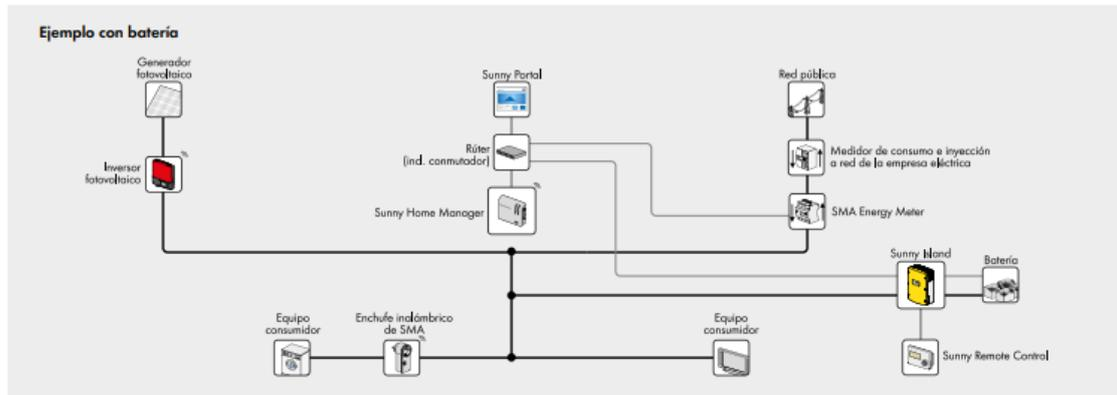 Ejemplo con batería
Generador
fotovoltaico
Sunny Portal
Red pública
Rúter
(incl. conmutador)
Medidor de consumo e inyección
a red de la empresa eléctrica
Inversor
fotovoltaico
Sunny Home Manager
SMA Energy Meter
Sunny Island
Batería
Equipo
consumidor
Enchufe inalámbrico
de SMA
Equipo
consumidor
Sunny Remote Control